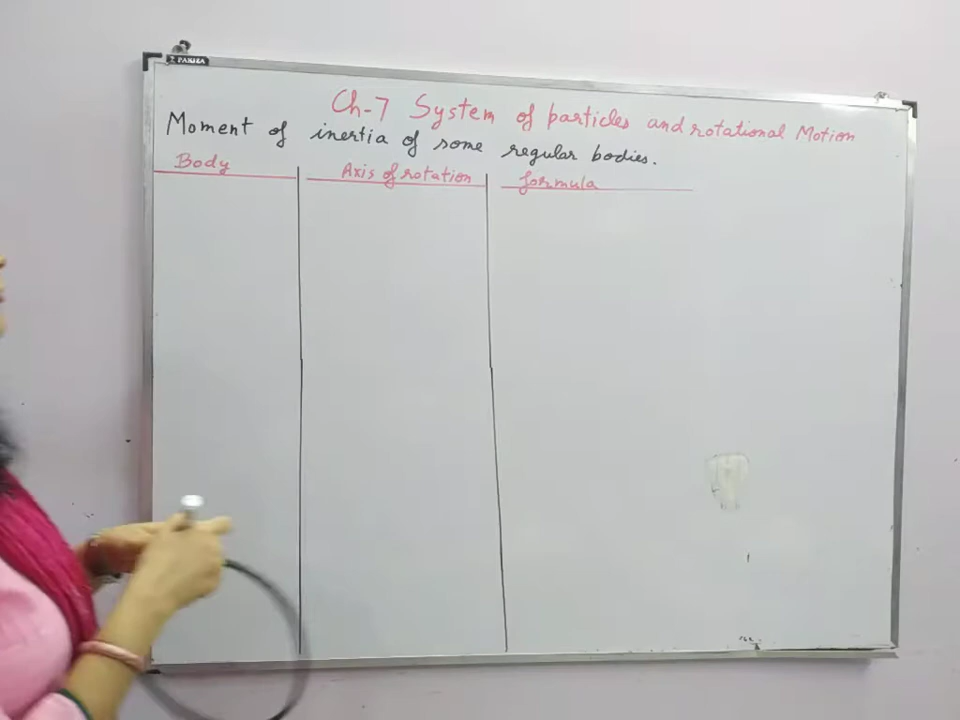 Ch-7 System of particles and rotational Motion
Moment of inertia of some regular bodies.
Body Axis of rotation formula